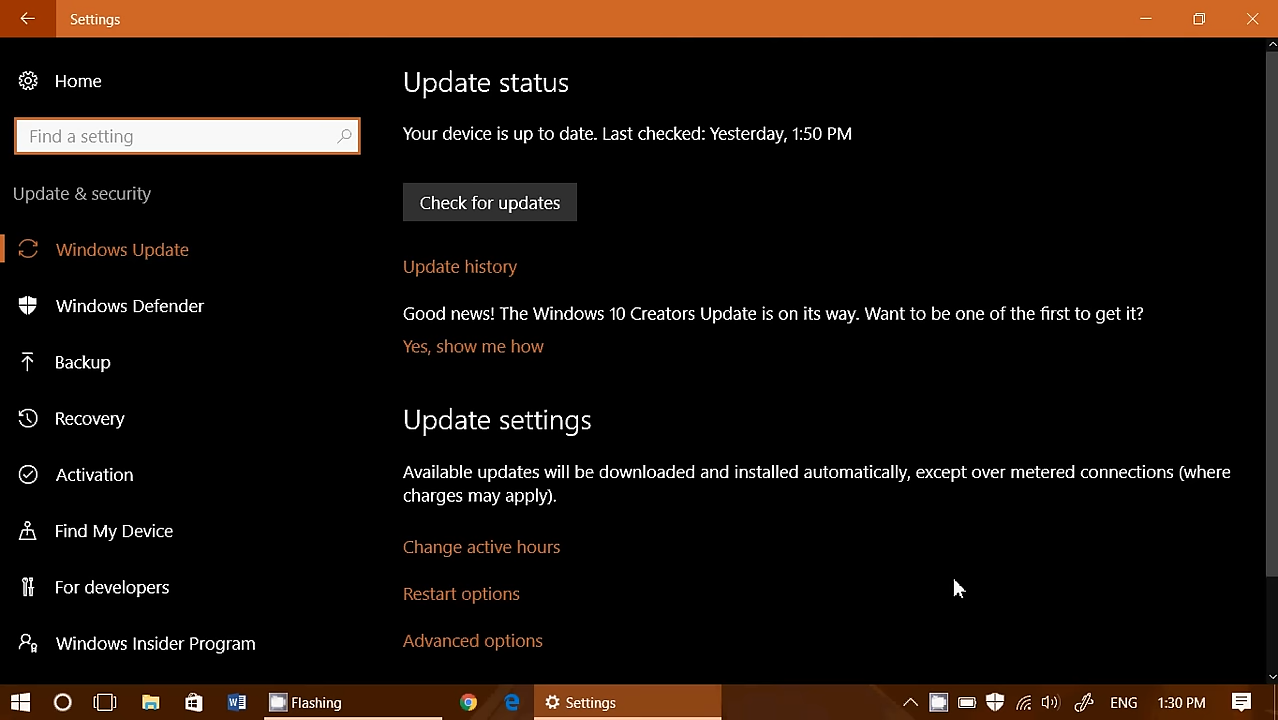 Settings
Home
Find a setting
Update & security
Windows Update
Windows Defender
Backup
Recovery
Activation
Find My Device
For developers
Windows Insider Program
Update status
Your device is up to date. Last checked: Yesterday, 1:50 PM
Check for updates
Update history
Good news! The Windows 10 Creators Update is on its way. Want to be one of the first to get it?
Yes, show me how
Update settings
Available updates will be downloaded and installed automatically, except over metered connections (where
charges may apply).
Change active hours
Restart options
Advanced options
Flashing
Settings
ENG
1:30 PM